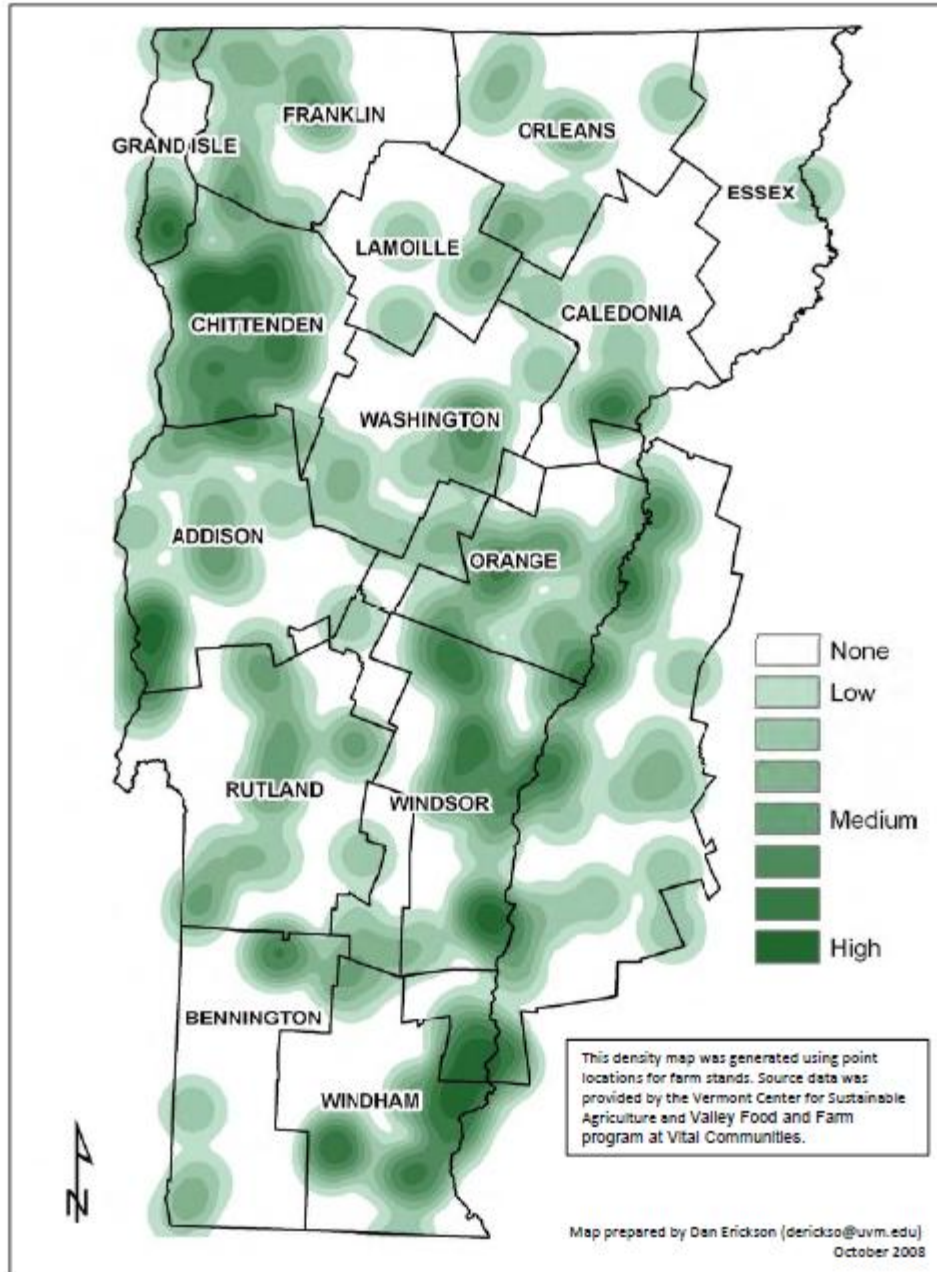 FRANKLIN
ORLEANS
GRAND ISLE
ESSEX
LAMOILLE
CALEDONIA
CHITTENDEN
WASHINGTON
ADDISON
ORANGE
None
Low
RUTLAND
WINDSOR
Medium
High
BENNINGTON
WINDHAM
This density map was generated using point
locations for farm stands. Source data was
provided by the Vermont Center for Sustainable
Agriculture and Valley Food and Farm
program at Vital Communities.
N
Map prepared by Dan Erickson (derickso@uvm.edu)
October 2008